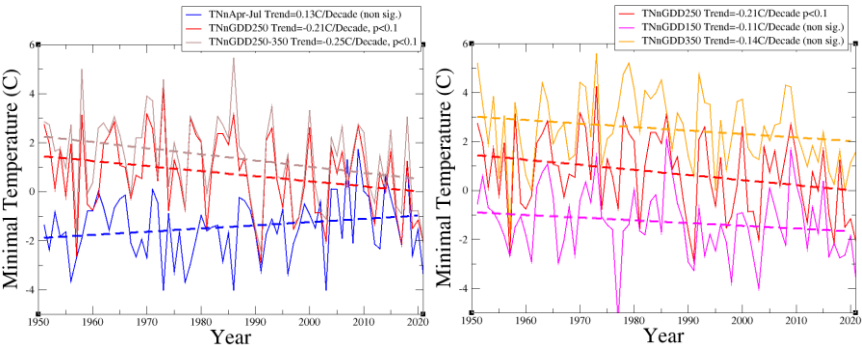 TNnApr-Jul Trend=0.13C/Decade (non sig.)
TNnGDD250 Trend=-0.21C/Decade, p<0.1
TNnGDD250-350 Trend=-0.25C/Decade, p<0.1
Minimal Temperature (C)
6
4
2
0
-2
-4
1950 1960 1970 1980 1990 2000 2010 2020
Year
TNnGDD250 Trend=-0.21C/Decade p<0.1
TNnGDD150 Trend=-0.11C/Decade (non sig.)
TNnGDD350 Trend=-0.14C/Decade (non sig.)
Minimal Temperature (C)
6
4
2
0
-2
-4
1950 1960 1970 1980 1990 2000 2010 2020
Year